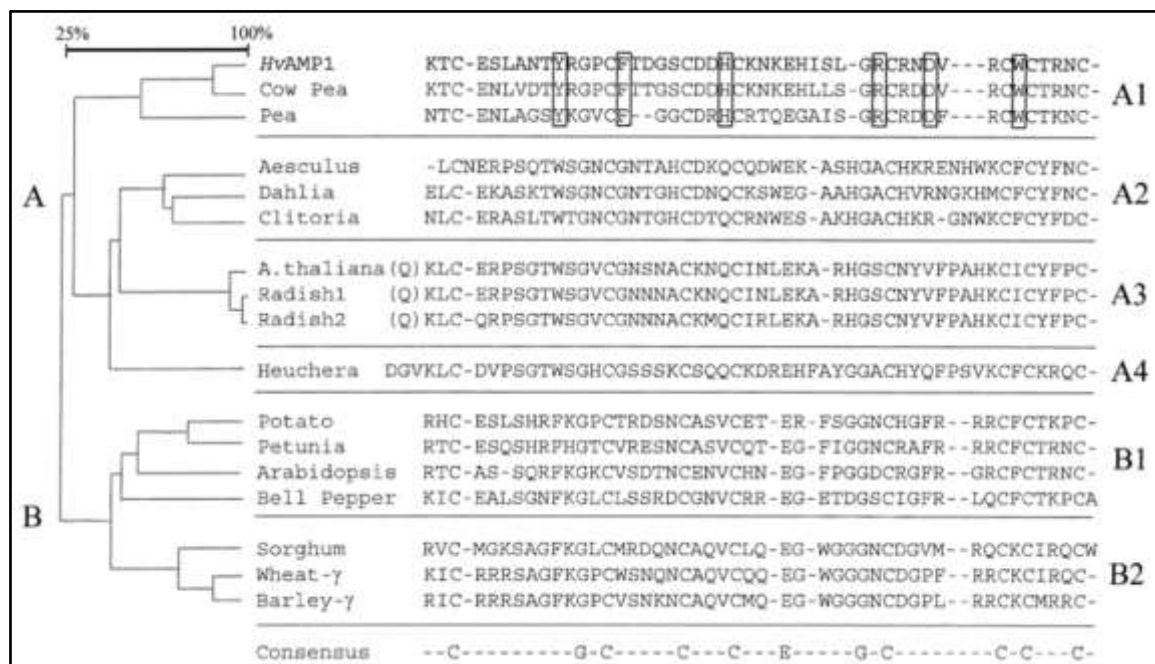 25% 100%
HvAMP1 KTC-ESLANTYRGPCFTDGSCDDHCKNKEHISL-GRCRNDV---RCWCTRNC-
Cow Pea KTC-ENLVDTYRGPCFTTGSCDDHCKNKEHLLS-GRCRDDV---RCWCTRNC-
Pea NTC-ENLAGSYKGVCF--GGCDRHCRTQEGAIS-GRCRDDF---RCWCTKNC-
A1
Aesculus -LCNERPSQTWSGNCGNTAHCDKQCQDWEK-ASHGACHKRENHWKCFCYFNC-
A
Dahlia ELC-EKASKTWSGNCGNTGHCDNQCKSWEG-AAHGACHVRNGKHMCFCYFNC-
A2
Clitoria NLC-ERASLTWTGNCGNTGHCDTQCRNWES-AKHGACHKR-GNWKCFCYFDC-
A.thaliana(Q)KLC-ERPSGTWSGVCGNSNACKNQCINLEKA-RHGSCNYVFPAHKCICYFPC-
Radish1 (Q)KLC-ERPSGTWSGVCGNNNACKNQCINLEKA-RHGSCNYVFPAHKCICYFPC-
A3
Radish2 (Q)KLC-QRPSGTWSGVCGNNNACKMQCIRLEKA-RHGSCNYVFPAHKCICYFPC-
Heuchera DGVKLC-DVPSGTWSGHCGSSSKCSQQCKDREHFAYGGACHYQFPSVKCFCKRQC-
A4
Potato RHC-ESLSHRFKGPCTRDSNCASVCET-ER-FSGGNCHGFR--RRCFCTKPC-
Petunia RTC-ESQSHRFHGTCVRESNCASVCQT-EG-FIGGNCRAFR--RRCFCTRNC-
B1
Arabidopsis RTC-AS-SQRFKGKCVSDTNCENVCHN-EG-FPGGDCRGFR--GRCFCTRNC-
Bell Pepper KIC-EALSGNFKGLCLSSRDCGNVCRR-EG-ETDGSCIGFR--LQCFCTKPCA
B
Sorghum RVC-MGKSAGFKGLCMRDQNCAQVCLQ-EG-WGGGNCDGVM--RQCKCIRQCW
Wheat-γ KIC-RRRSAGFKGPCWSNQNCAQVCQQ-EG-WGGGNCDGPF--RRCKCIRQC-
B2
Barley-γ RIC-RRRSAGFKGPCVSNKNCAQVCMQ-EG-WGGGNCDGPL--RRCKCMRRC-
Consensus --C---------G-C-----C---C---E-----G-C--------C-C---C-